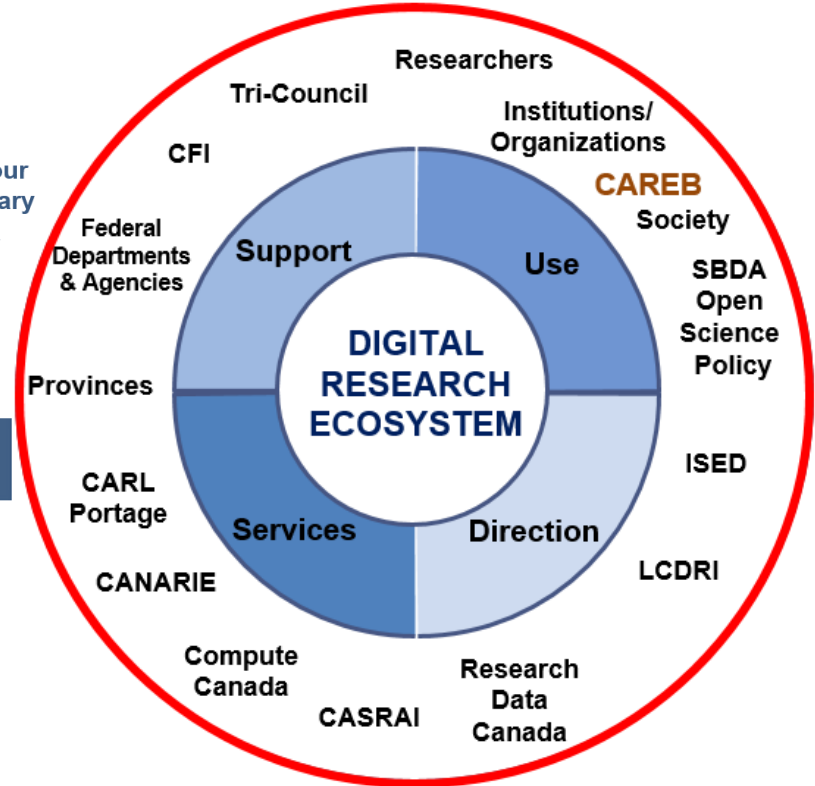 Researchers
Tri-Council
Institutions/
Organizations
CFI
CAREB
Society
Federal
Departments
& Agencies
Support
Use
SBDA
Open
Science
Policy
DIGITAL
RESEARCH
ECOSYSTEM
Provinces
ISED
CARL
Portage
Services
Direction
LCDRI
CANARIE
Compute
Canada
CASRAI
Research
Data
Canada